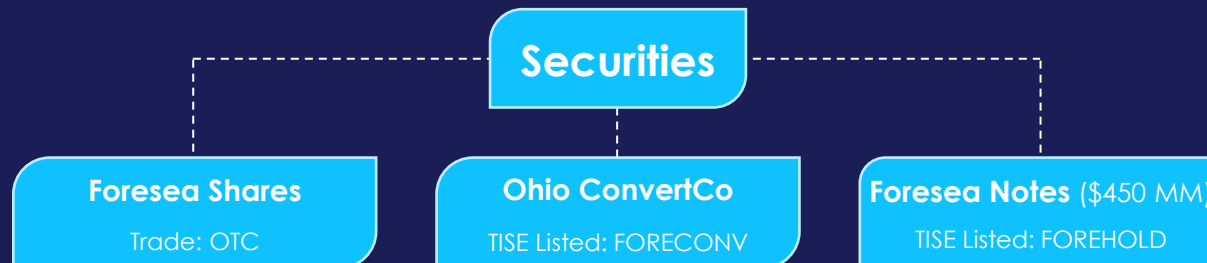 Securities
Foresea Shares
Trade: OTC
Ohio ConvertCo
TISE Listed: FORECONV
Foresea Notes ($450 MM)
TISE Listed: FOREHOLD